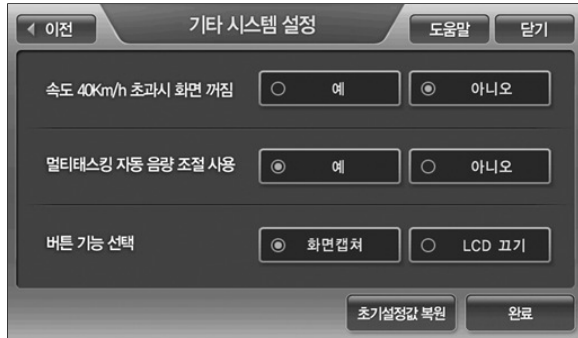 이전
기타 시스템 설정
도움말
닫기
속도 40Km/h 초과시 화면 꺼짐
예
아니오
멀티태스킹 자동 음량 조절 사용
예
아니오
버튼 기능 선택
화면캡쳐
LCD 끄기
초기설정값 복원
완료